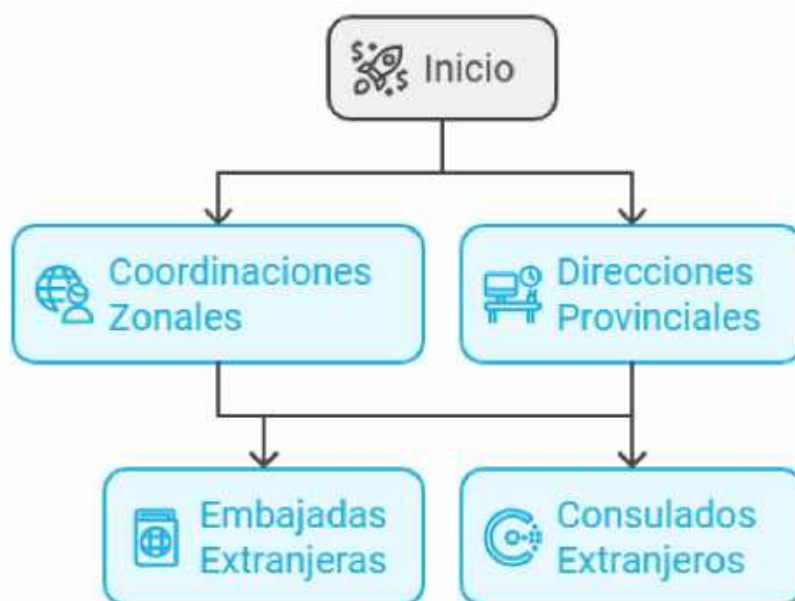 Inicio
Coordinaciones
Zonales
Direcciones
Provinciales
Embajadas
Extranjeras
Consulados
Extranjeros